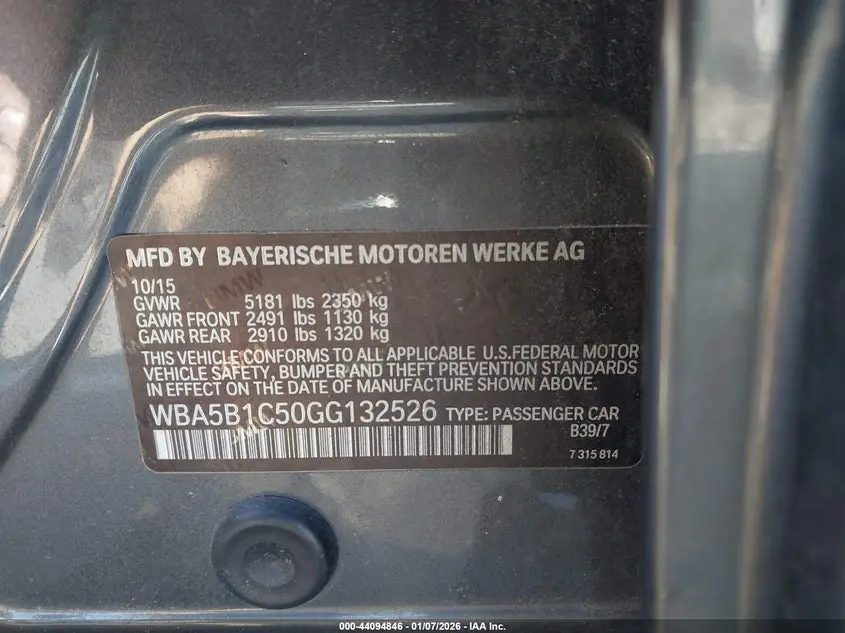 MFD BY BAYERISCHE MOTOREN WERKE AG
10/15
GVWR 5181 lbs 2350 kg
GAWR FRONT 2491 lbs 1130 kg
GAWR REAR 2910 lbs 1320 kg
THIS VEHICLE CONFORMS TO ALL APPLICABLE U.S.FEDERAL MOTOR
VEHICLE SAFETY, BUMPER AND THEFT PREVENTION STANDARDS
IN EFFECT ON THE DATE OF MANUFACTURE SHOWN ABOVE.
WBA5B1C50GG132526 TYPE: PASSENGER CAR
B39/7
7 315 814
000-44094846 - 01/07/2026 - IAA Inc.